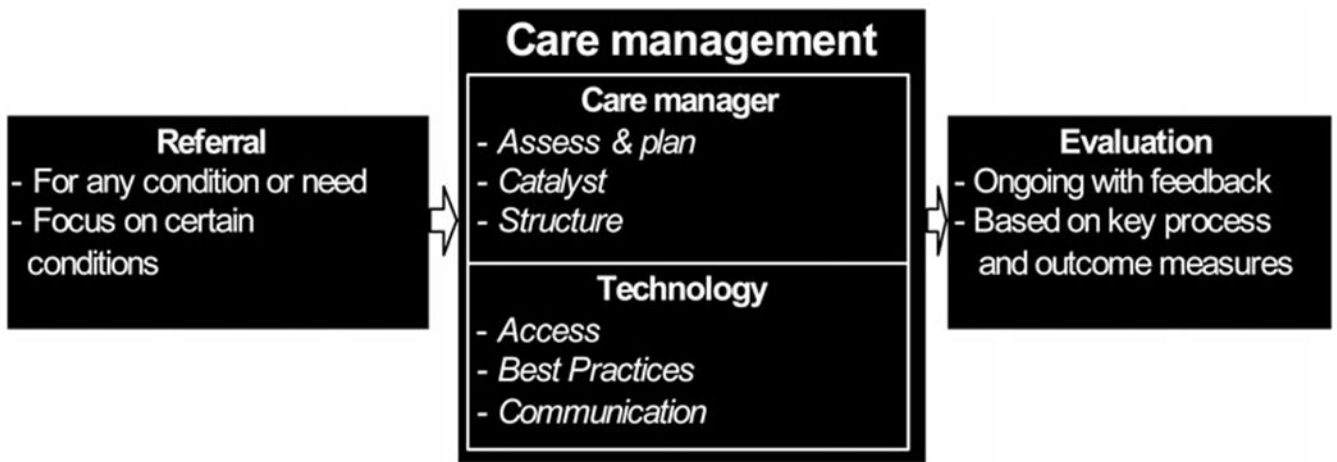 Care management
Referral
- For any condition or need
- Focus on certain
conditions
Care manager
- Assess & plan
- Catalyst
- Structure
Technology
- Access
- Best Practices
- Communication
Evaluation
- Ongoing with feedback
- Based on key process
and outcome measures